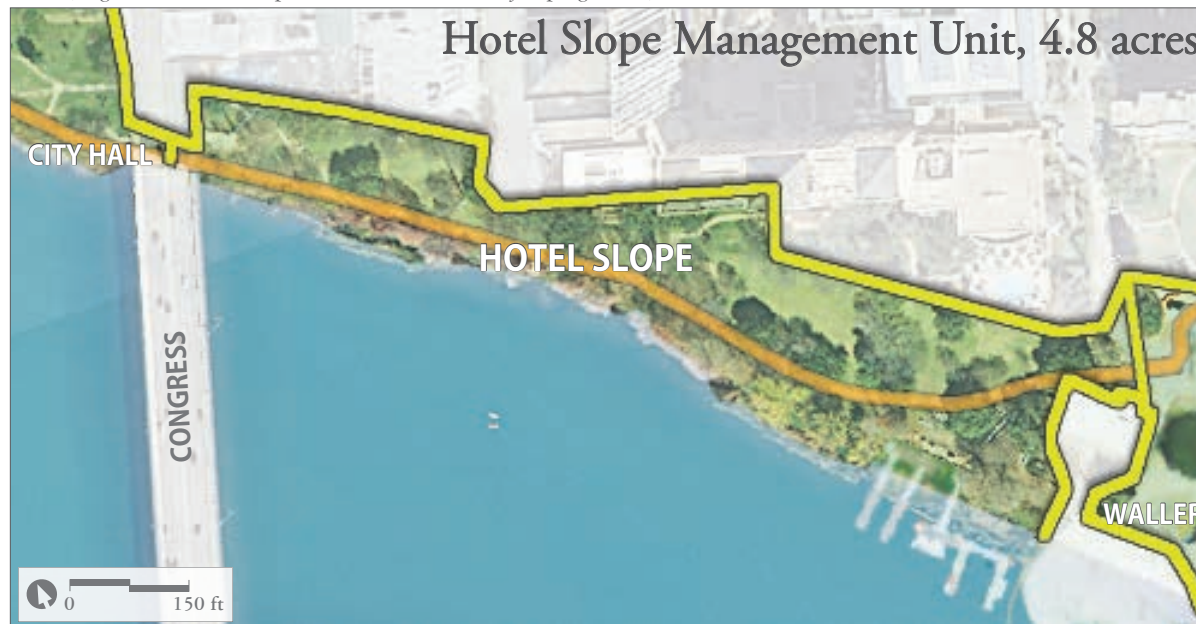 Hotel Slope Management Unit, 4.8 acres
CITY HALL
HOTEL SLOPE
CONGRESS
WALLER
0
150 ft